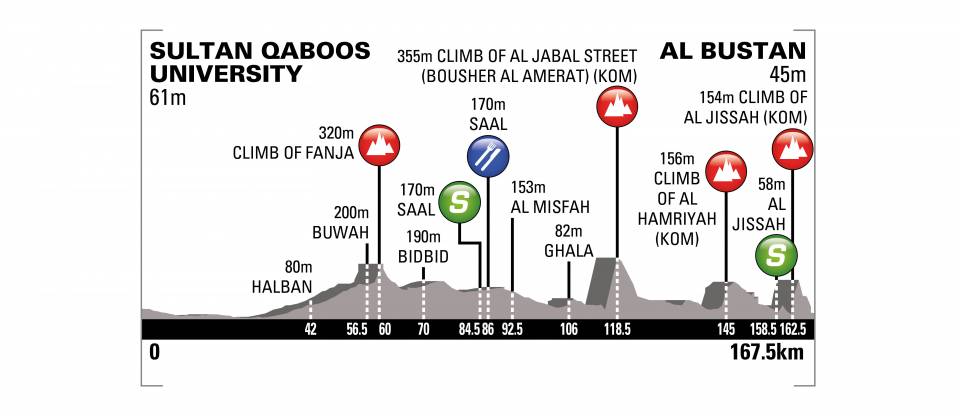 SULTAN QABOOS
UNIVERSITY
61m
355m CLIMB OF AL JABAL STREET
(BOUSHER AL AMERAT) (KOM)
AL BUSTAN
45m
154m CLIMB OF
AL JISSAH (KOM)
320m
CLIMB OF FANJA
170m
SAAL
156m
CLIMB
OF AL
HAMRIYAH
(KOM)
58m
AL
JISSAH
170m
SAAL
S
153m
AL MISFAH
200m
BUWAH
190m
BIDBID
82m
GHALA
S
80m
HALBAN
42 56.5 60 70 84.5 86 92.5 106 118.5 145 158.5 162.5
0 167.5km